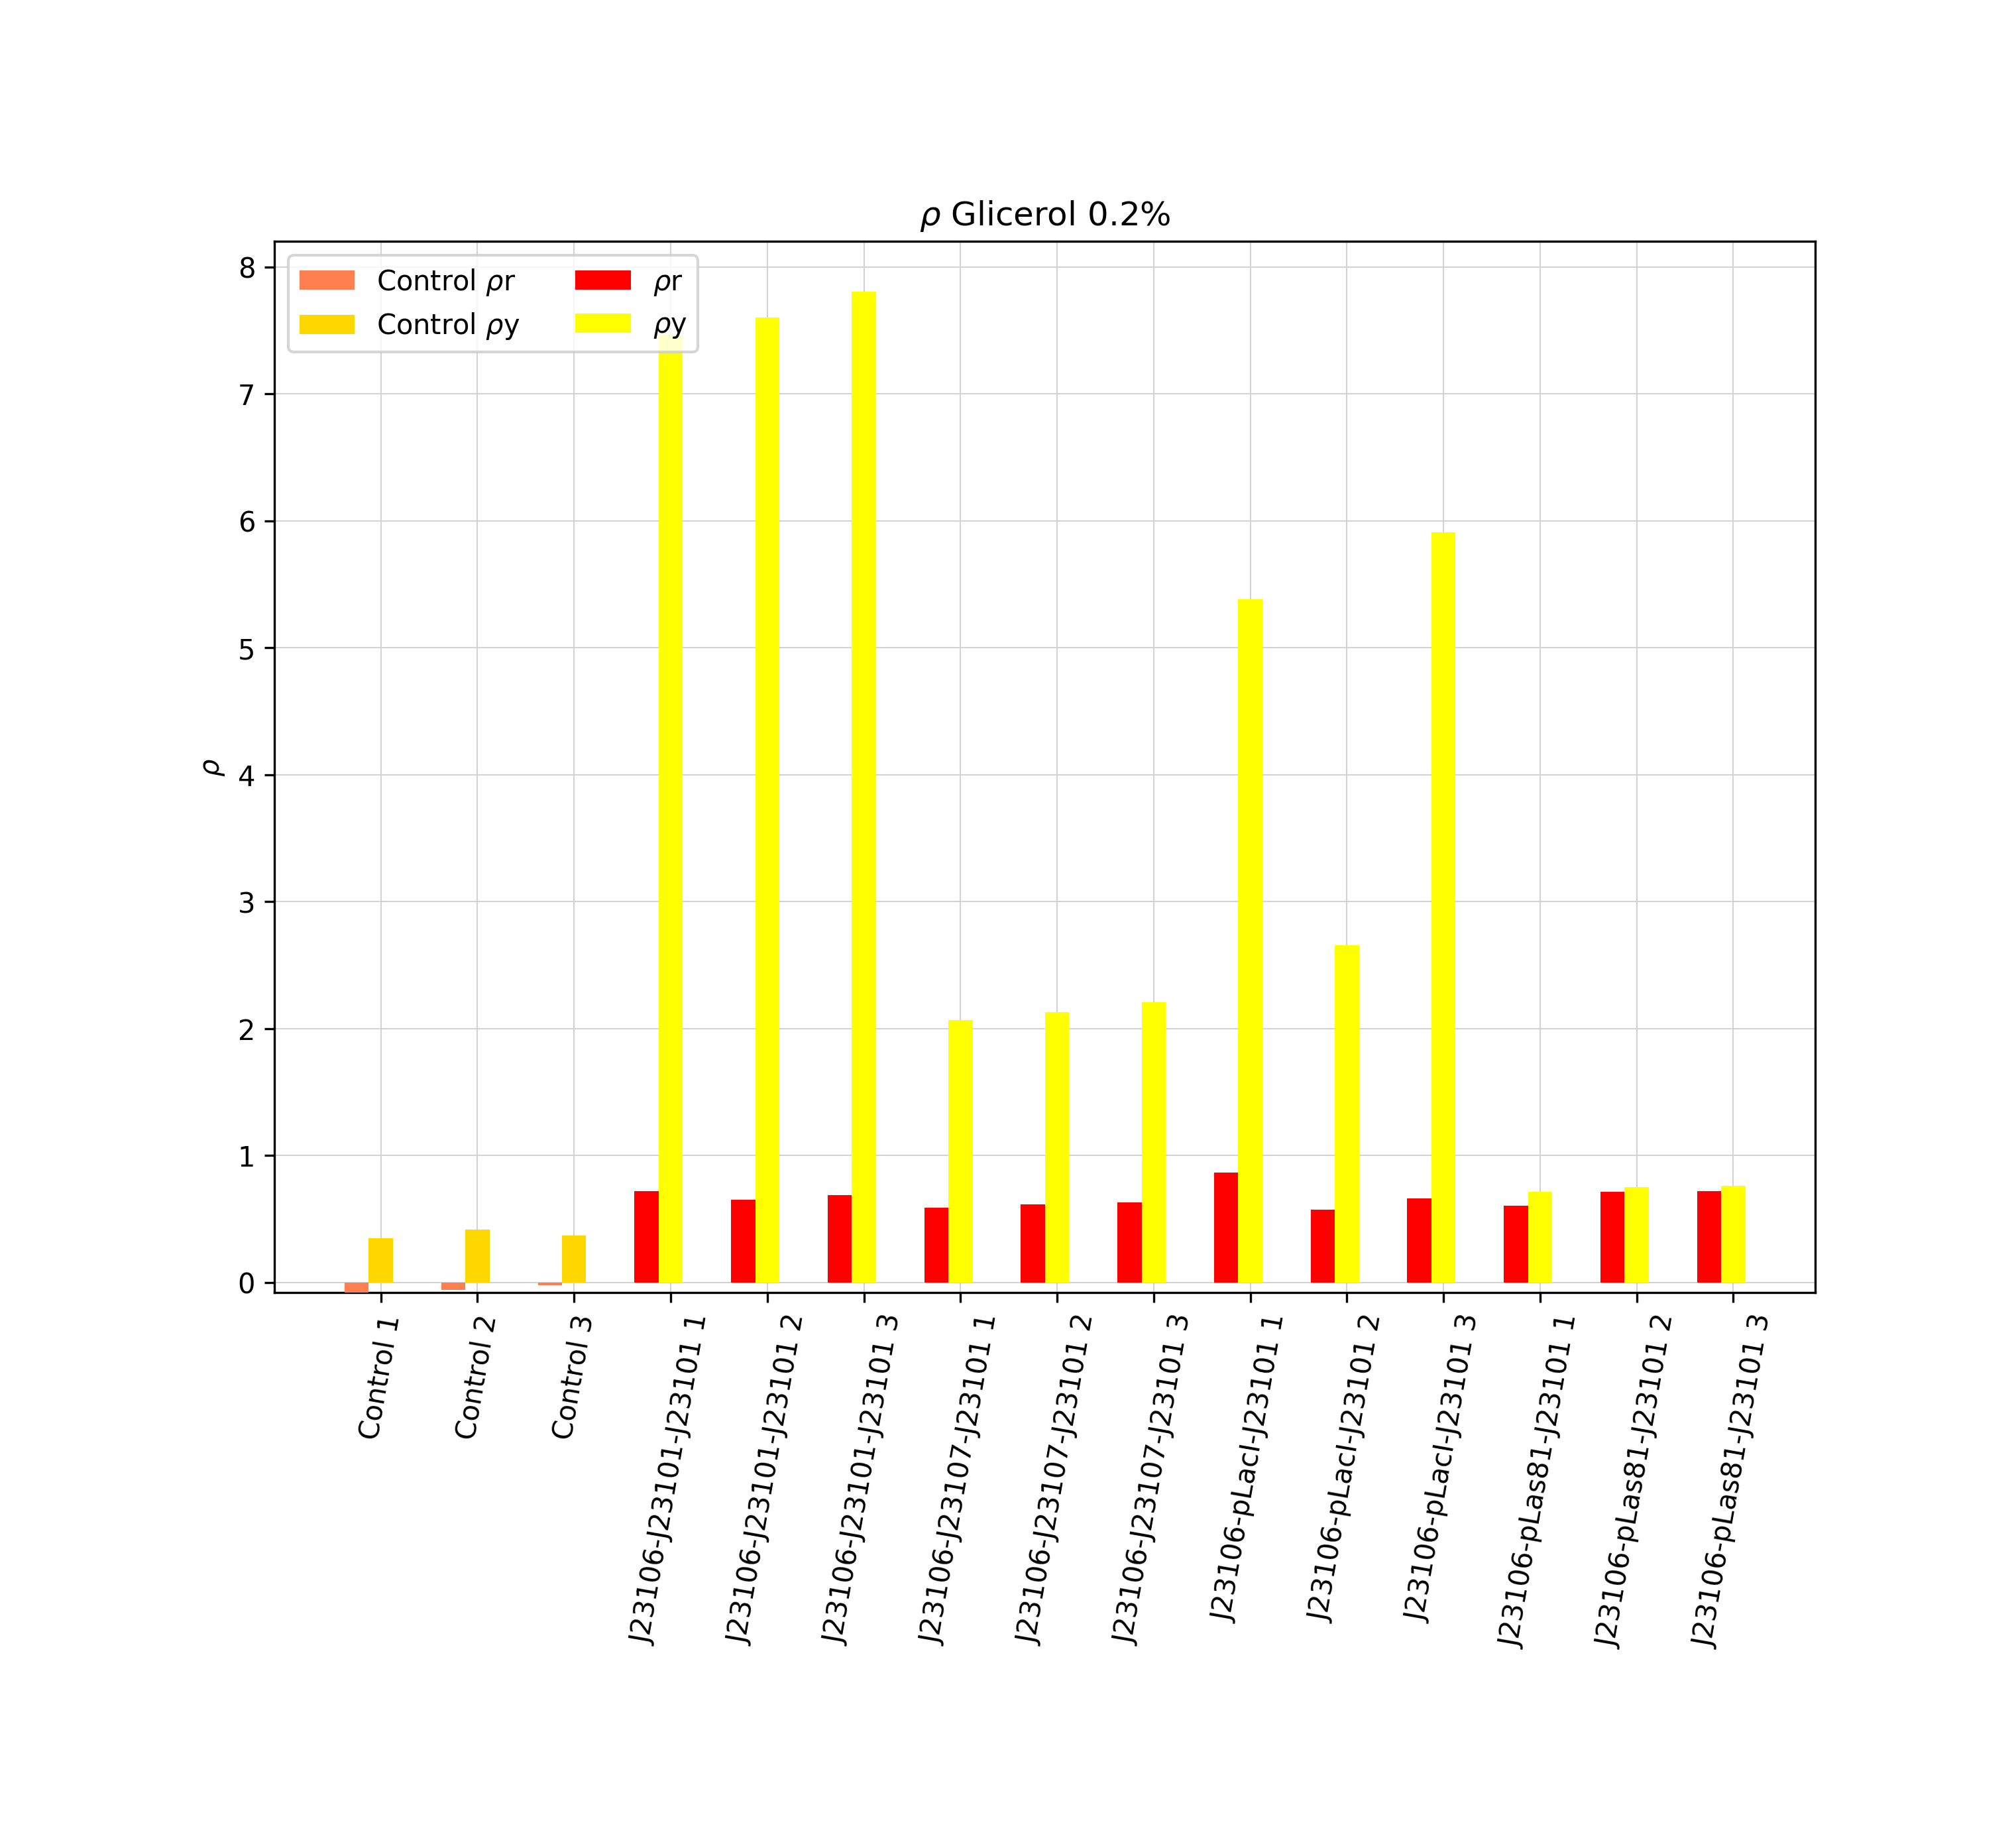 ρ Glicerol 0.2%
Control ρr
Control ρy
ρr
ρy
ρ
8
7
6
5
4
3
2
1
0
Control 1
Control 2
Control 3
J23106-J23101-J23101 1
J23106-J23101-J23101 2
J23106-J23101-J23101 3
J23106-J23107-J23101 1
J23106-J23107-J23101 2
J23106-J23107-J23101 3
J23106-pLacI-J23101 1
J23106-pLacI-J23101 2
J23106-pLacI-J23101 3
J23106-pLas81-J23101 1
J23106-pLas81-J23101 2
J23106-pLas81-J23101 3